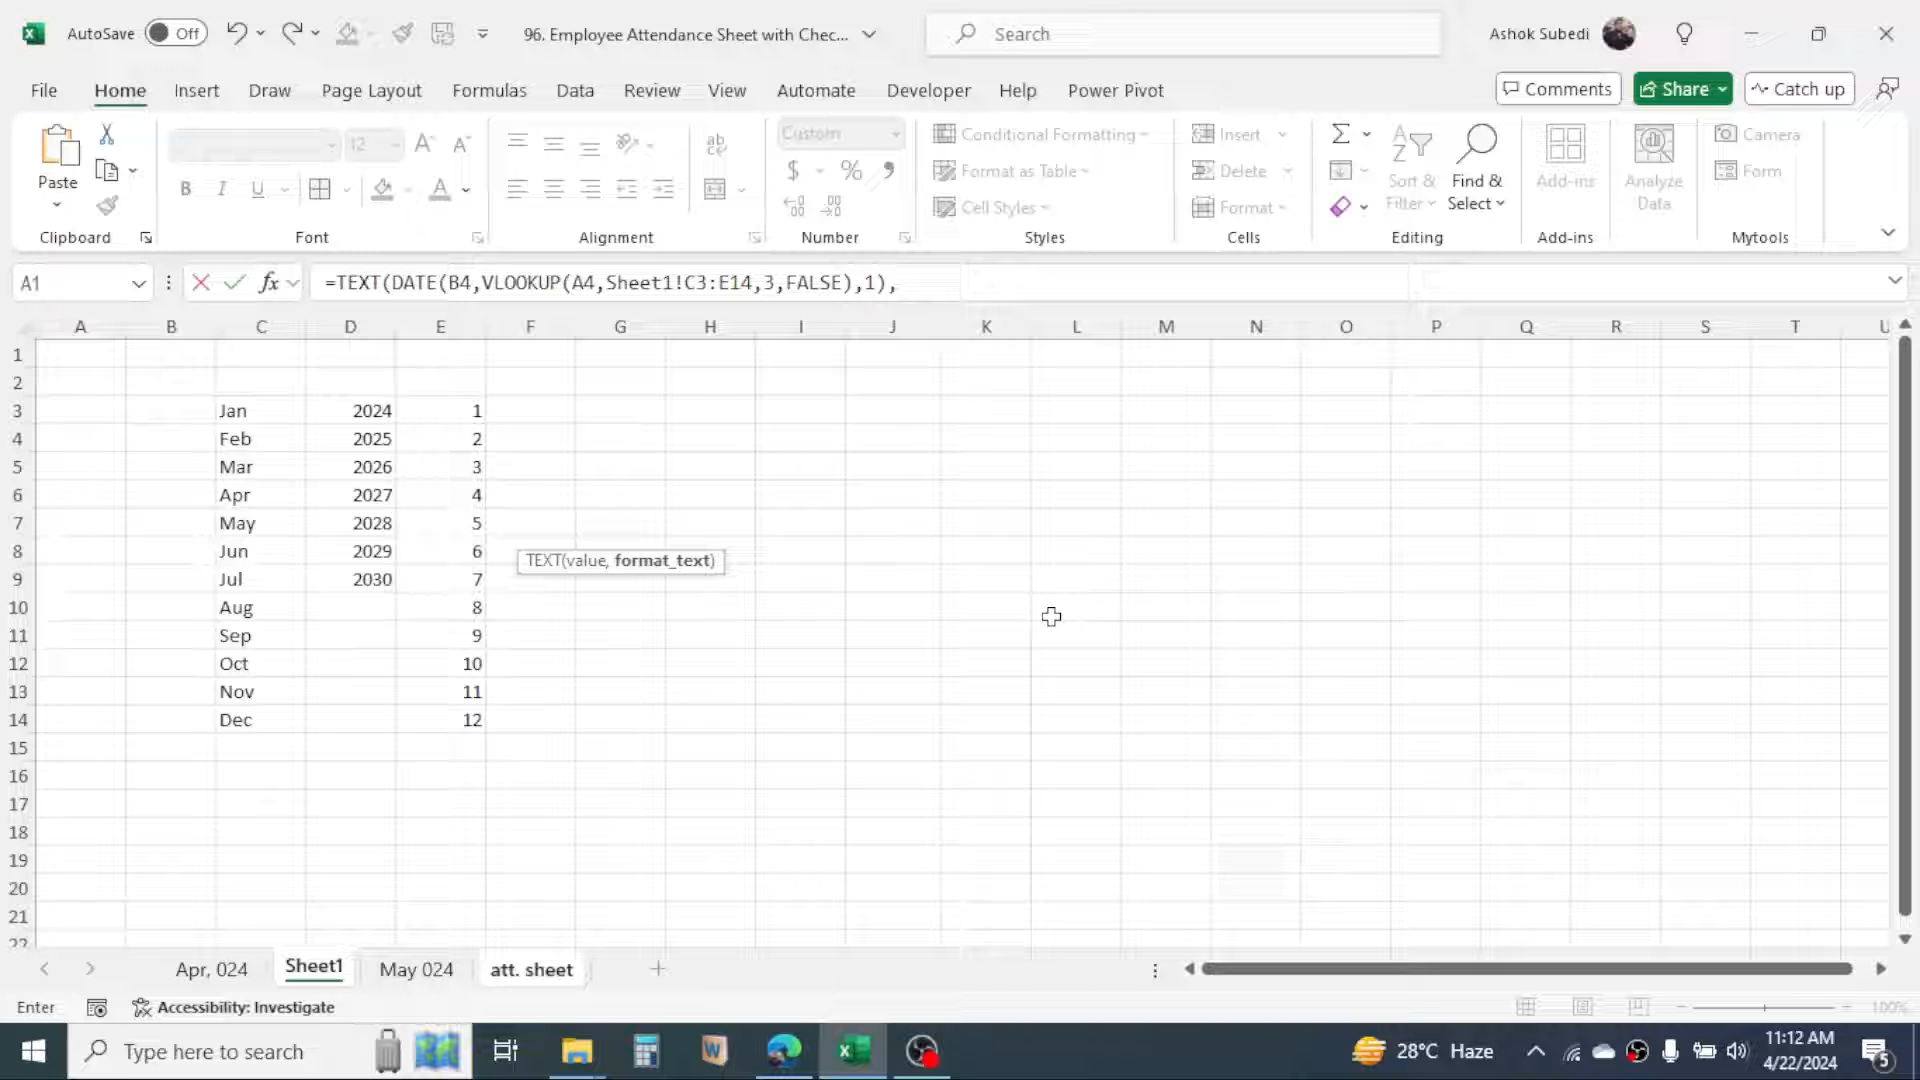 AutoSave Off 96. Employee Attendance Sheet with Chec... Search Ashok Subedi
File Home Insert Draw Page Layout Formulas Data Review View Automate Developer Help Power Pivot Comments Share Catch up
Paste
12 A A
B I U A
ab
Custom
$ % 9
Conditional Formatting
Format as Table
Cell Styles
Insert
Delete
Format
Sort &
Filter
Find &
Select
Add-ins
Analyze
Data
Camera
Form
Clipboard Font Alignment Number Styles Cells Editing Add-ins Mytools
A1 fx =TEXT(DATE(B4,VLOOKUP(A4,Sheet1!C3:E14,3,FALSE),1),
A B C D E F G H I J K L M N O P Q R S T U
1
2
3 Jan 2024 1
4 Feb 2025 2
5 Mar 2026 3
6 Apr 2027 4
7 May 2028 5
8 Jun 2029 6
TEXT(value, format_text)
9 Jul 2030 7
10 Aug 8
11 Sep 9
12 Oct 10
13 Nov 11
14 Dec 12
15
16
17
18
19
20
21
22
Apr, 024 Sheet1 May 024 att. sheet
Enter Accessibility: Investigate 100%
Type here to search W 28°C Haze 11:12 AM
4/22/2024 5